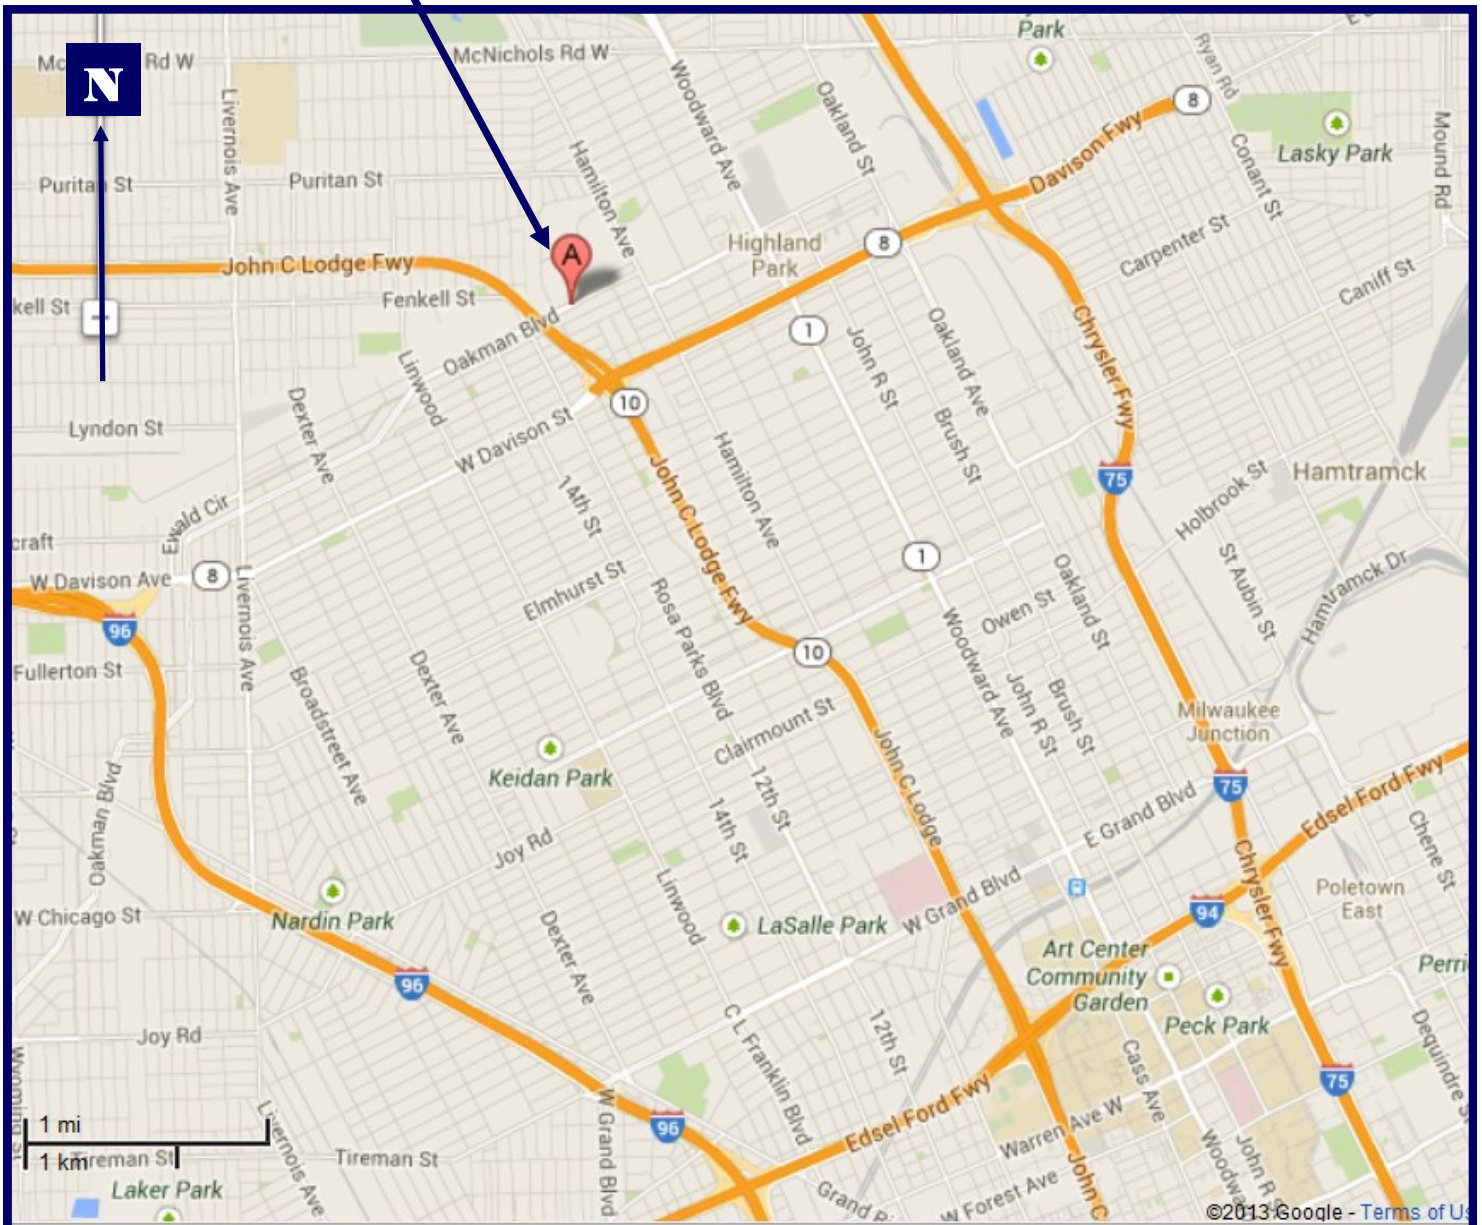 Park
McNichols Rd W
Rd W
N
Livernois Ave
Woodward Ave
Oakland St
Ryan Rd
8
Davison Fwy
Mound Rd
Lasky Park
Conant St
Puritan St
Puritan St
Hamilton Ave
Highland
Park
8
Carpenter St
Caniff St
A
John C Lodge Fwy
Fenkell St
kell St
Oakman Blvd
1
John R St
Oakland Ave
Chrysler Fwy
Linwood
Dexter Ave
10
Lyndon St
W Davison St
Brush St
Hamilton Ave
John C Lodge Fwy
75
Hamtramck
Holbrook St
14th St
Ewald Cir
craft
W Davison Ave
8
Livernois Ave
1
St Aubin St
Hamtramck Dr
Elmhurst St
Rosa Parks Blvd
Oakland St
Owen St
96
Fullerton St
10
Woodward Ave
Dexter Ave
Broadstreet Ave
John R St
Brush St
Milwaukee
Junction
Clairmount St
Keidan Park
John C Lodge
75
Edsel Ford Fwy
12th St
14th St
E Grand Blvd
Oakman Blvd
Joy Rd
Chene St
Chrysler Fwy
Linwood
W Grand Blvd
Poletown
East
Nardin Park
W Chicago St
LaSalle Park
94
Dexter Ave
Art Center
Community
Garden
Perri
96
Peck Park
C L Franklin Blvd
12th St
Joy Rd
Cass Ave
Dequindre S
75
W Grand Blvd
Edsel Ford Fwy
96
Warren Ave W
1 mi
1 km
Tireman St
Livernois Ave
Tireman St
Laker Park
W Forest Ave
John C
John R S
©2013 Google - Terms of Us